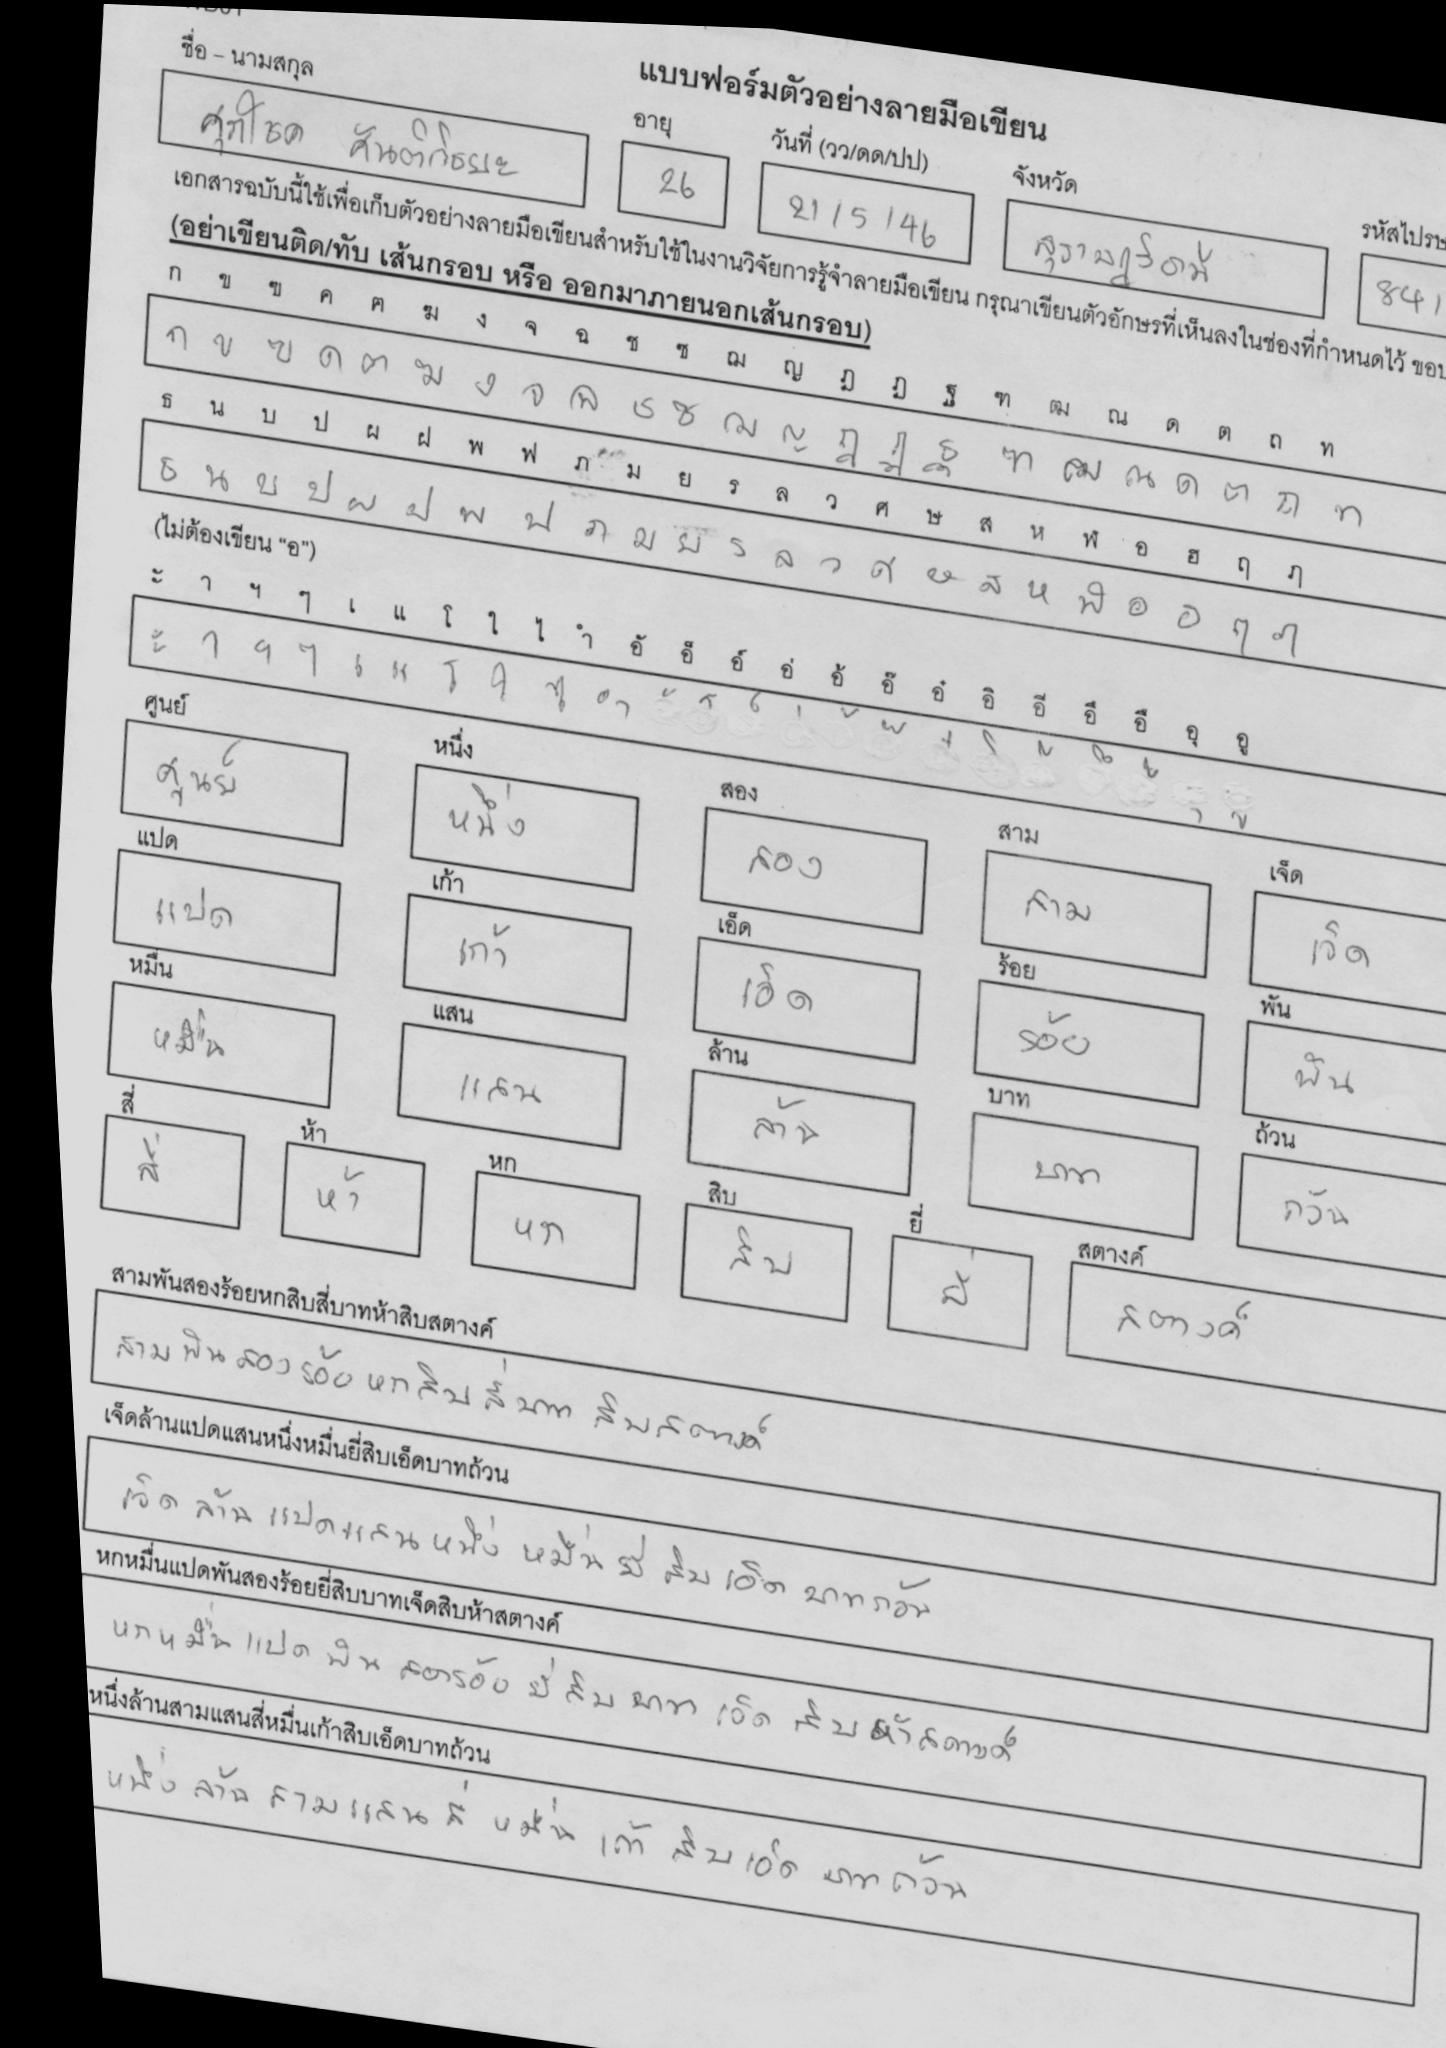 แบบฟอร์มตัวอย่างลายมือเขียน
ชื่อ – นามสกุล อายุ วันที่ (วว/ดด/ปป) จังหวัด
ศุภโชค 26 21/5/46 สุราษฎร์ธานี 841
เอกสารฉบับนี้ใช้เพื่อเก็บตัวอย่างลายมือเขียนสำหรับใช้ในงานวิจัยการรู้จำลายมือเขียน กรุณาเขียนตัวอักษรที่เห็นลงในช่องที่กำหนดไว้
(อย่าเขียนติด/ทับ เส้นกรอบ หรือ ออกมาภายนอกเส้นกรอบ)
ก ข ฃ ค ฅ ฆ ง จ ฉ ช ซ ฌ ญ ฎ ฏ ฐ ฑ ฒ ณ ด ต ถ ท
ก ข ฃ ค ฅ ฆ ง จ ฉ ช ซ ฌ ญ ฎ ฏ ฐ ฑ ฒ ณ ด ต ถ ท
ธ น บ ป ผ ฝ พ ฟ ภ ม ย ร ล ว ศ ษ ส ห ฬ อ ฮ ฤ ฦ
ธ น บ ป ผ ฝ พ ฟ ภ ม ย ร ล ว ศ ษ ส ห ฬ อ ฮ ฤ ฦ
(ไม่ต้องเขียน "อ")
ะ า ฯ ๆ เ แ โ ใ ไ ำ อั อ็ อ์ อ่ อ้ อ๊ อ๋ อิ อี อึ อื อุ อู
ะ า ฯ ๆ เ แ โ ใ ไ ำ
ศูนย์ หนึ่ง สอง สาม เจ็ด
ศูนย์ หนึ่ง สอง สาม เจ็ด
แปด เก้า เอ็ด ร้อย พัน
แปด เก้า เอ็ด ร้อย พัน
หมื่น แสน ล้าน บาท ถ้วน
หมื่น แสน ล้าน บาท ถ้วน
สี่ ห้า หก สิบ ยี่ สตางค์
สี่ ห้า หก สิบ ยี่ สตางค์
สามพันสองร้อยหกสิบสี่บาทห้าสิบสตางค์
สามพันสองร้อยหกสิบสี่บาท สิบสตางค์
เจ็ดล้านแปดแสนหนึ่งหมื่นยี่สิบเอ็ดบาทถ้วน
เจ็ด ล้าน แปดแสน หนึ่ง หมื่น ยี่ สิบ เอ็ด บาทถ้วน
หกหมื่นแปดพันสองร้อยยี่สิบบาทเจ็ดสิบห้าสตางค์
หกหมื่น แปด พัน สองร้อย ยี่ สิบ บาท เจ็ด สิบ ห้าสตางค์
หนึ่งล้านสามแสนสี่หมื่นเก้าสิบเอ็ดบาทถ้วน
หนึ่ง ล้าน สามแสน สี่ หมื่น เก้า สิบ เอ็ด บาท ถ้วน